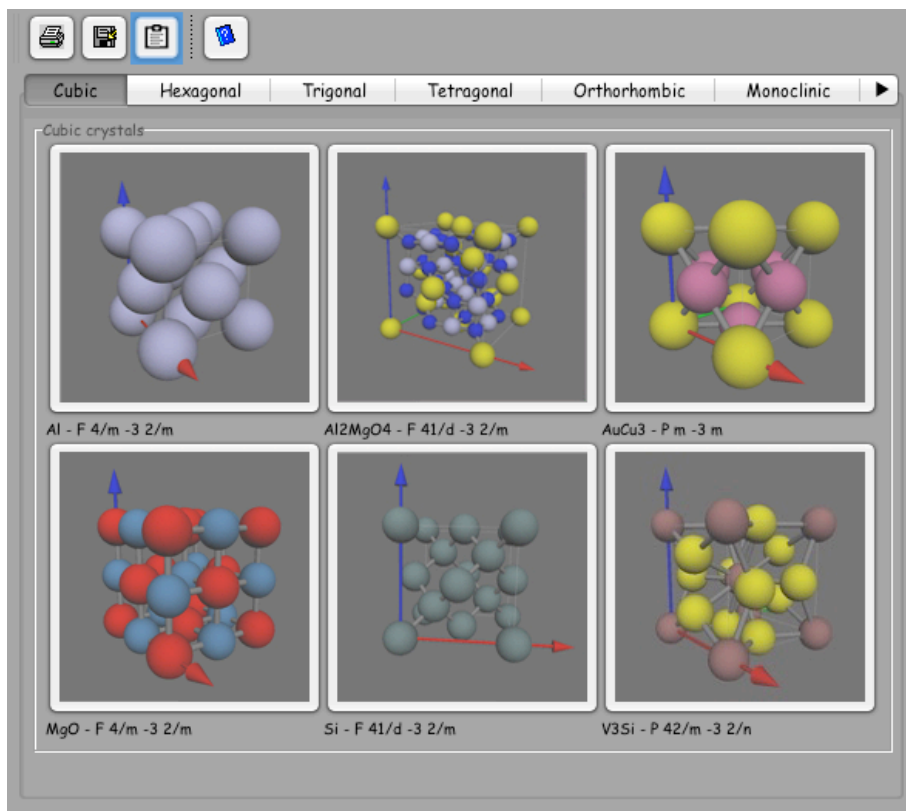 Cubic Hexagonal Trigonal Tetragonal Orthorhombic Monoclinic
Cubic crystals
Al - F 4/m -3 2/m
Al2MgO4 - F 41/d -3 2/m
AuCu3 - P m -3 m
MgO - F 4/m -3 2/m
Si - F 41/d -3 2/m
V3Si - P 42/m -3 2/n